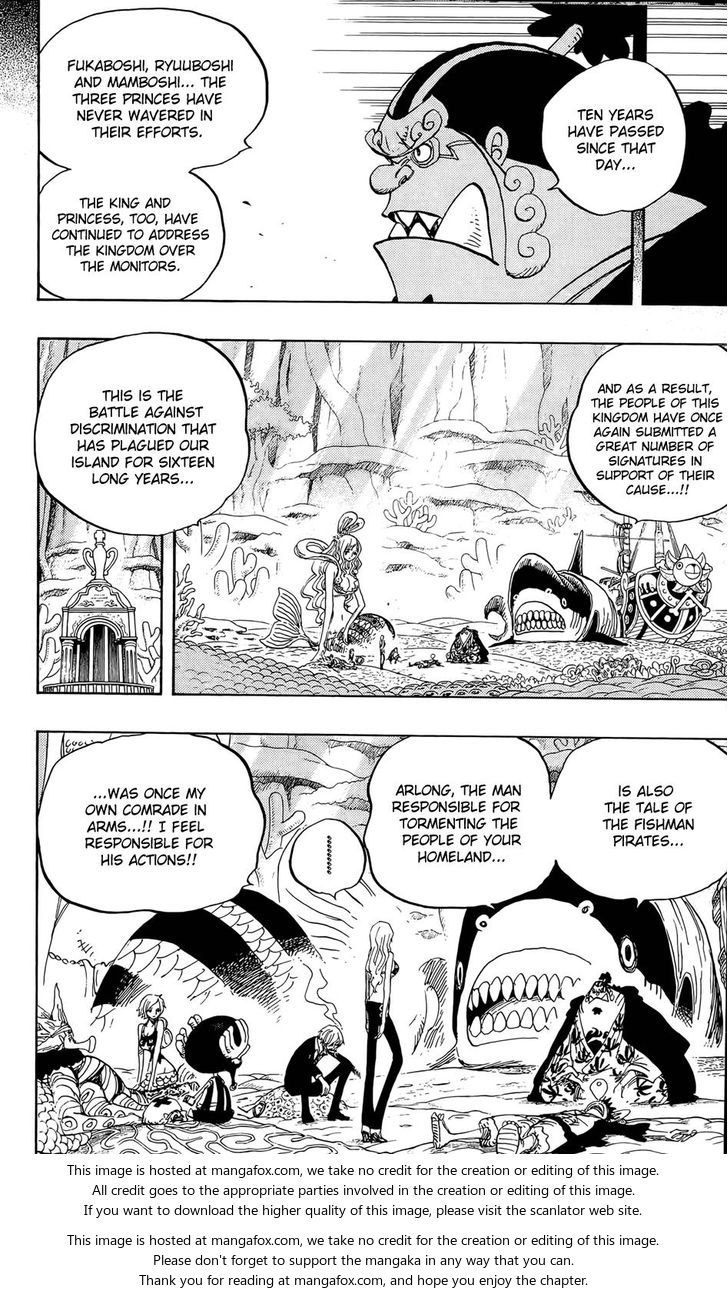 TEN YEARS
HAVE PASSED
SINCE THAT
DAY...
FUKABOSHI, RYUUBOSHI
AND MAMBOSHI... THE
THREE PRINCES HAVE
NEVER WAVERED IN
THEIR EFFORTS.
THE KING AND
PRINCESS, TOO, HAVE
CONTINUED TO ADDRESS
THE KINGDOM OVER
THE MONITORS.
AND AS A RESULT,
THE PEOPLE OF THIS
KINGDOM HAVE ONCE
AGAIN SUBMITTED A
GREAT NUMBER OF
SIGNATURES IN
SUPPORT OF THEIR
CAUSE...!!
THIS IS THE
BATTLE AGAINST
DISCRIMINATION THAT
HAS PLAGUED OUR
ISLAND FOR SIXTEEN
LONG YEARS...
IS ALSO
THE TALE OF
THE FISHMAN
PIRATES...
ARLONG, THE MAN
RESPONSIBLE FOR
TORMENTING THE
PEOPLE OF YOUR
HOMELAND...
.........
...WAS ONCE MY
OWN COMRADE IN
ARMS...!! I FEEL
RESPONSIBLE FOR
HIS ACTIONS!!
This image is hosted at mangafox.com, we take no credit for the creation or editing of this image.
All credit goes to the appropriate parties involved in the creation or editing of this image.
If you want to download the higher quality of this image, please visit the scanlator web site.
This image is hosted at mangafox.com, we take no credit for the creation or editing of this image.
Please don't forget to support the mangaka in any way that you can.
Thank you for reading at mangafox.com, and hope you enjoy the chapter.